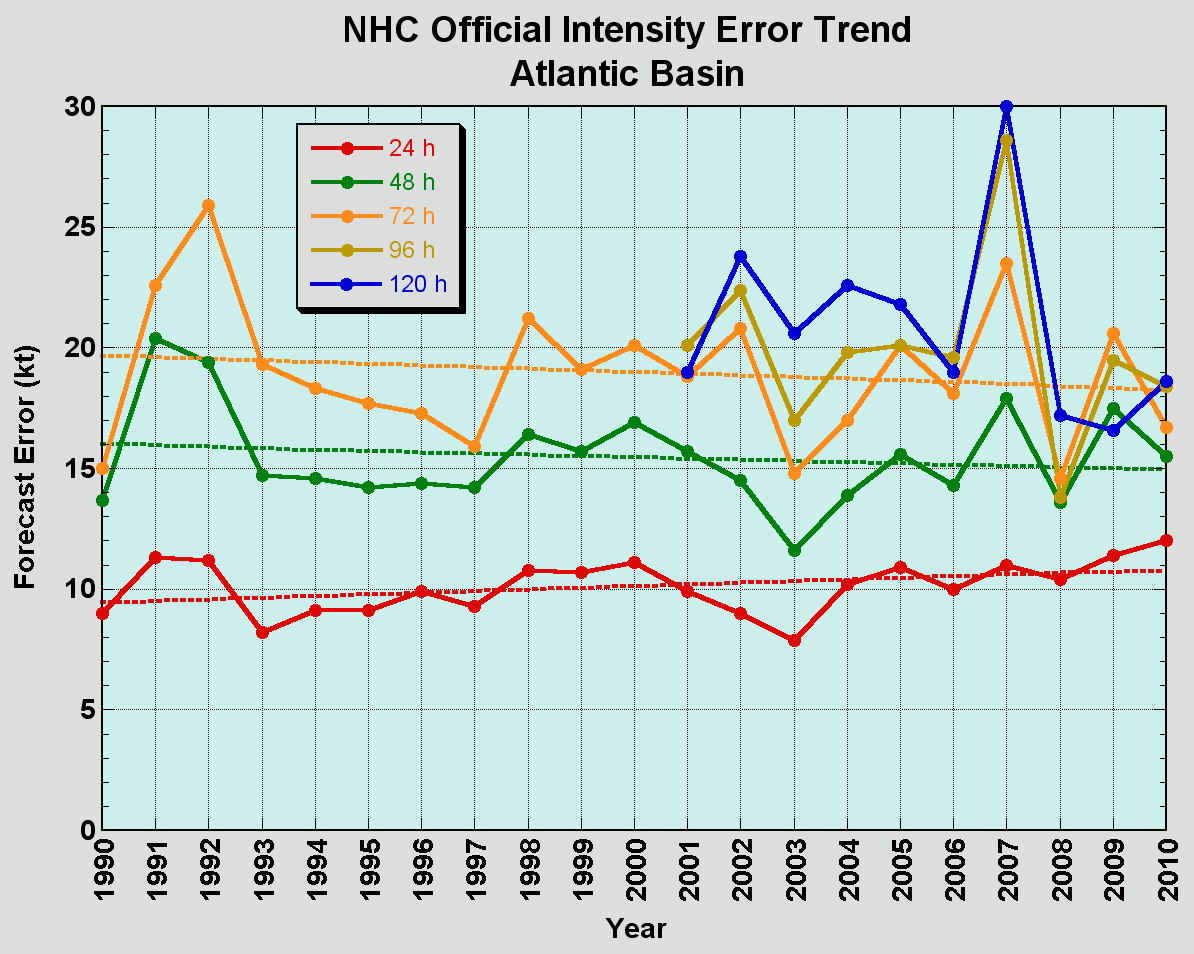 NHC Official Intensity Error Trend
Atlantic Basin
Forecast Error (kt)
30
25
20
15
10
5
0
24 h
48 h
72 h
96 h
120 h
1990 1991 1992 1993 1994 1995 1996 1997 1998 1999 2000 2001 2002 2003 2004 2005 2006 2007 2008 2009 2010
Year